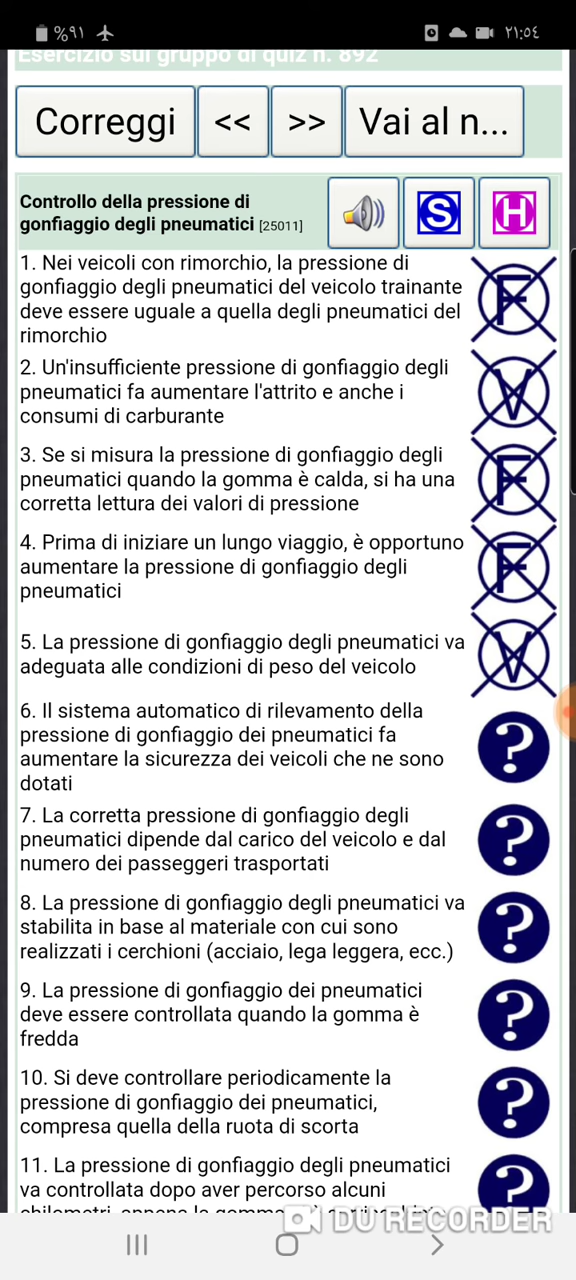 %٩١
٢١:٥٤
Esercizio sul gruppo di quiz n. 892
Correggi
<<
>>
Vai al n...
Controllo della pressione di
gonfiaggio degli pneumatici [25011]
S
H
1. Nei veicoli con rimorchio, la pressione di
gonfiaggio degli pneumatici del veicolo trainante
deve essere uguale a quella degli pneumatici del
rimorchio
F
2. Un'insufficiente pressione di gonfiaggio degli
pneumatici fa aumentare l'attrito e anche i
consumi di carburante
V
3. Se si misura la pressione di gonfiaggio degli
pneumatici quando la gomma è calda, si ha una
corretta lettura dei valori di pressione
F
4. Prima di iniziare un lungo viaggio, è opportuno
aumentare la pressione di gonfiaggio degli
pneumatici
F
5. La pressione di gonfiaggio degli pneumatici va
adeguata alle condizioni di peso del veicolo
V
6. Il sistema automatico di rilevamento della
pressione di gonfiaggio dei pneumatici fa
aumentare la sicurezza dei veicoli che ne sono
dotati
?
7. La corretta pressione di gonfiaggio degli
pneumatici dipende dal carico del veicolo e dal
numero dei passeggeri trasportati
?
8. La pressione di gonfiaggio degli pneumatici va
stabilita in base al materiale con cui sono
realizzati i cerchioni (acciaio, lega leggera, ecc.)
?
9. La pressione di gonfiaggio dei pneumatici
deve essere controllata quando la gomma è
fredda
?
10. Si deve controllare periodicamente la
pressione di gonfiaggio dei pneumatici,
compresa quella della ruota di scorta
?
11. La pressione di gonfiaggio degli pneumatici
va controllata dopo aver percorso alcuni
?
DU RECORDER